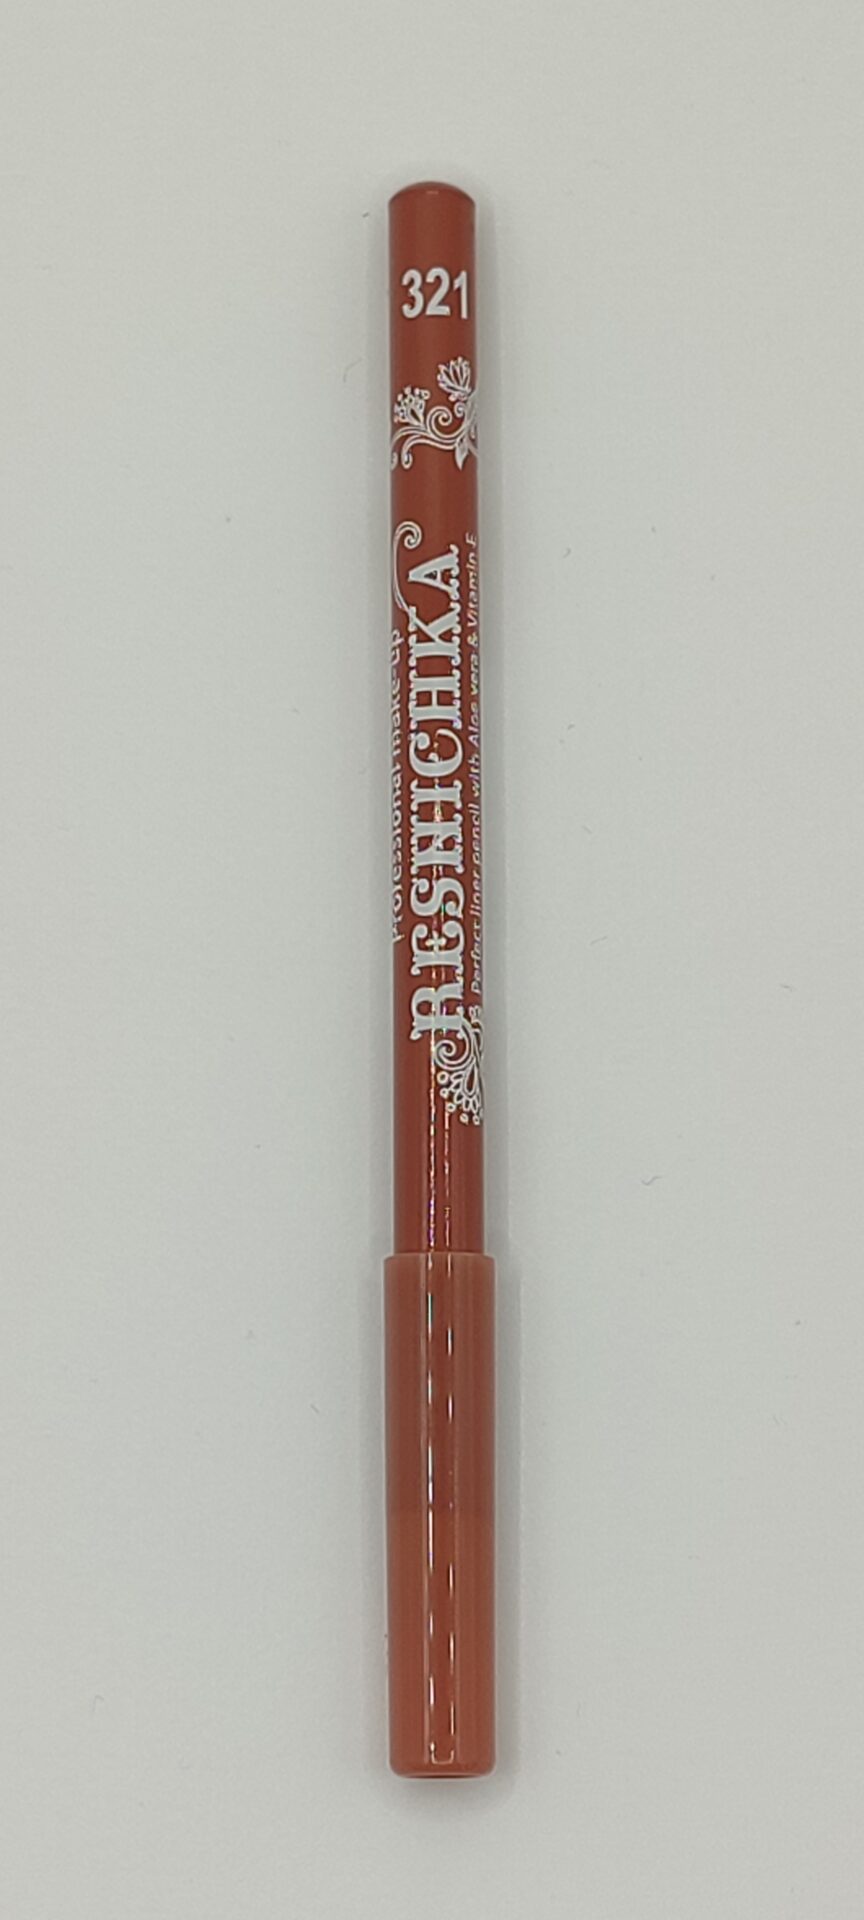 321
Professional make-up
RESHICHKA
Perfect liner pencil with Aloe vera & Vitamin E